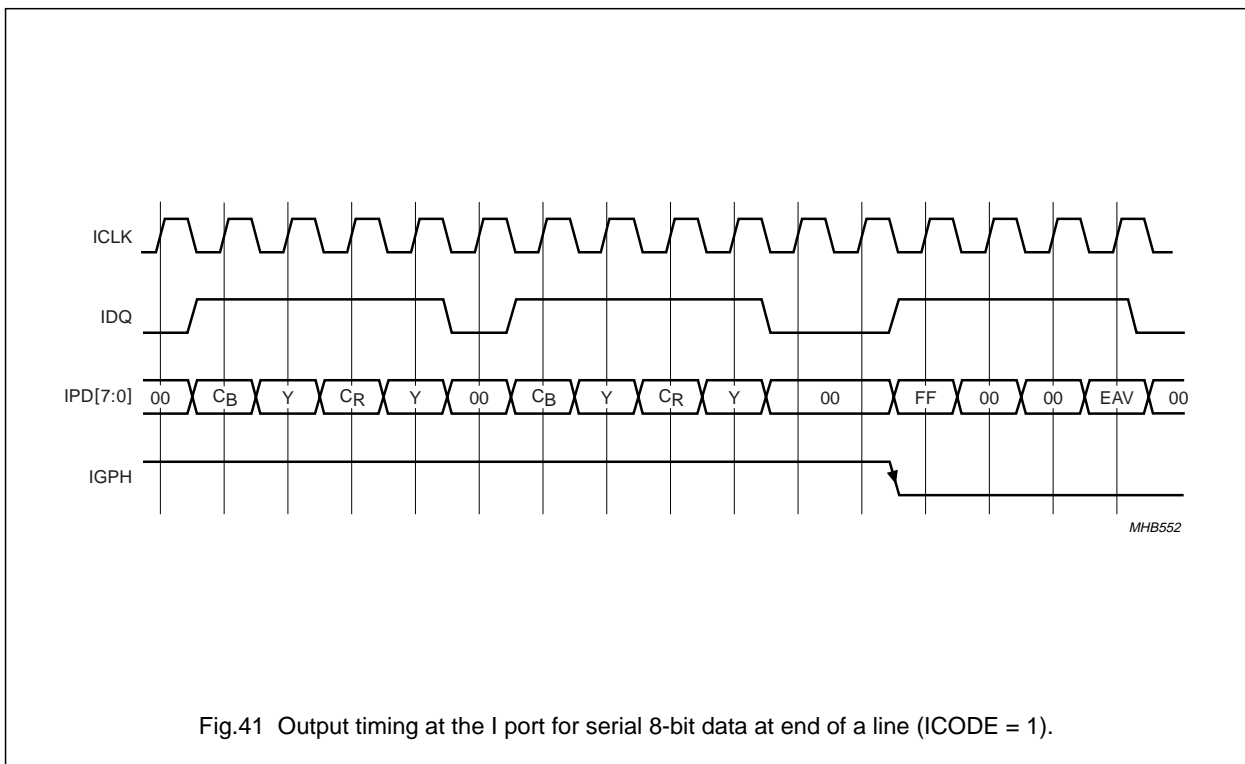 ICLK
IDQ
IPD[7:0] 00 CB Y CR Y 00 CB Y CR Y 00 FF 00 00 EAV 00
IGPH
MHB552
Fig.41 Output timing at the I port for serial 8-bit data at end of a line (ICODE = 1).